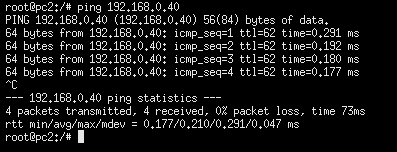 root@pc2:/# ping 192.168.0.40
PING 192.168.0.40 (192.168.0.40) 56(84) bytes of data.
64 bytes from 192.168.0.40: icmp_seq=1 ttl=62 time=0.291 ms
64 bytes from 192.168.0.40: icmp_seq=2 ttl=62 time=0.192 ms
64 bytes from 192.168.0.40: icmp_seq=3 ttl=62 time=0.180 ms
64 bytes from 192.168.0.40: icmp_seq=4 ttl=62 time=0.177 ms
^C
--- 192.168.0.40 ping statistics ---
4 packets transmitted, 4 received, 0% packet loss, time 73ms
rtt min/avg/max/mdev = 0.177/0.210/0.291/0.047 ms
root@pc2:/#